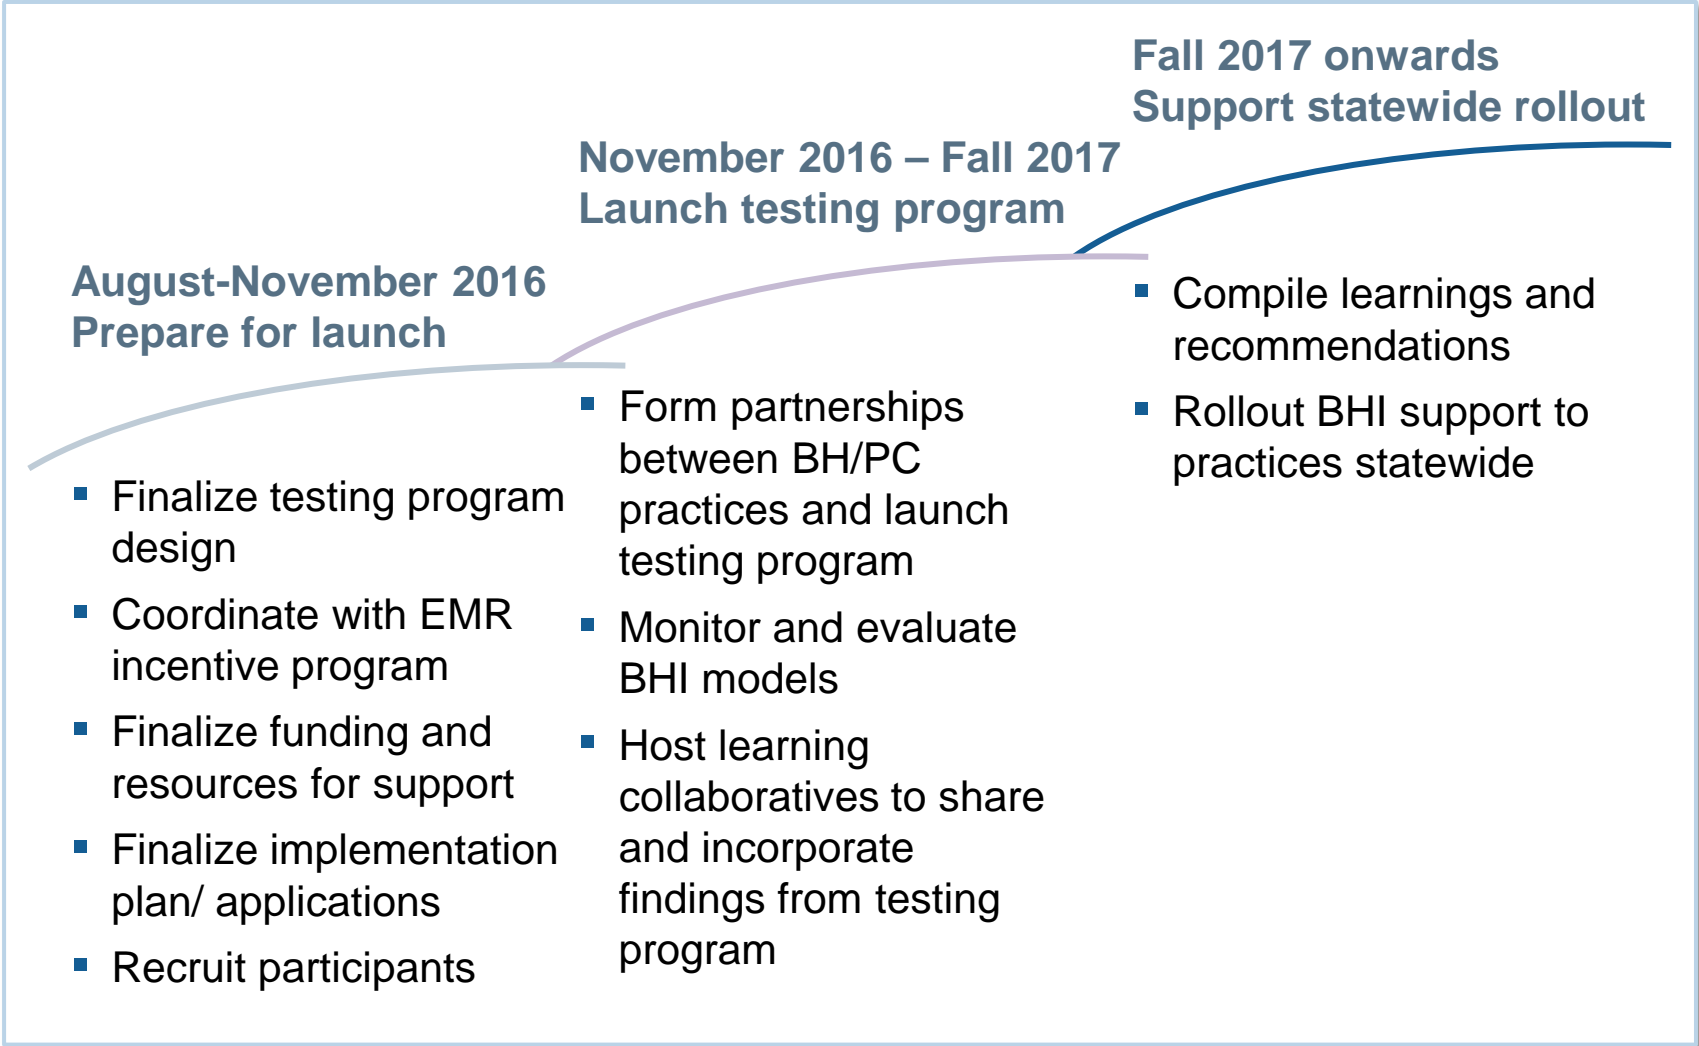 August-November 2016
Prepare for launch
▪ Finalize testing program
design
▪ Coordinate with EMR
incentive program
▪ Finalize funding and
resources for support
▪ Finalize implementation
plan/ applications
▪ Recruit participants
November 2016 – Fall 2017
Launch testing program
▪ Form partnerships
between BH/PC
practices and launch
testing program
▪ Monitor and evaluate
BHI models
▪ Host learning
collaboratives to share
and incorporate
findings from testing
program
Fall 2017 onwards
Support statewide rollout
▪ Compile learnings and
recommendations
▪ Rollout BHI support to
practices statewide